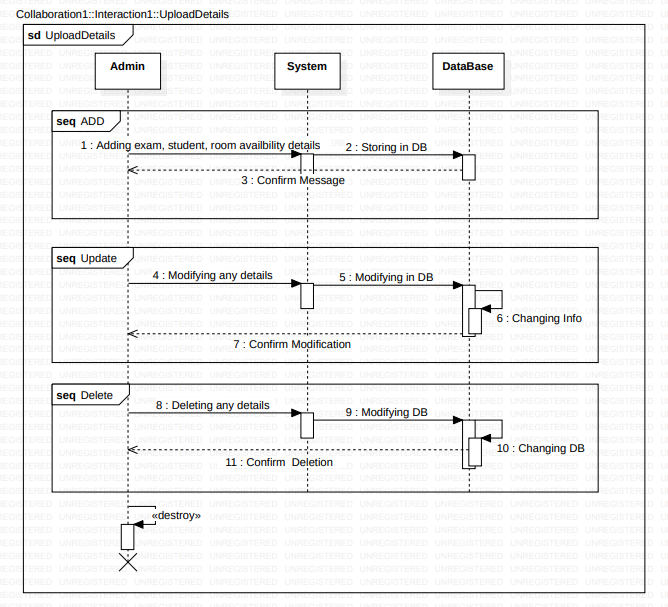 Collaboration1::Interaction1::UploadDetails
sd UploadDetails
Admin
System
DataBase
seq ADD
1 : Adding exam, student, room availbility details
2 : Storing in DB
3 : Confirm Message
seq Update
4 : Modifying any details
5 : Modifying in DB
6 : Changing Info
7 : Confirm Modification
seq Delete
8 : Deleting any details
9 : Modifying DB
10 : Changing DB
11 : Confirm Deletion
«destroy»
UNREGISTERED